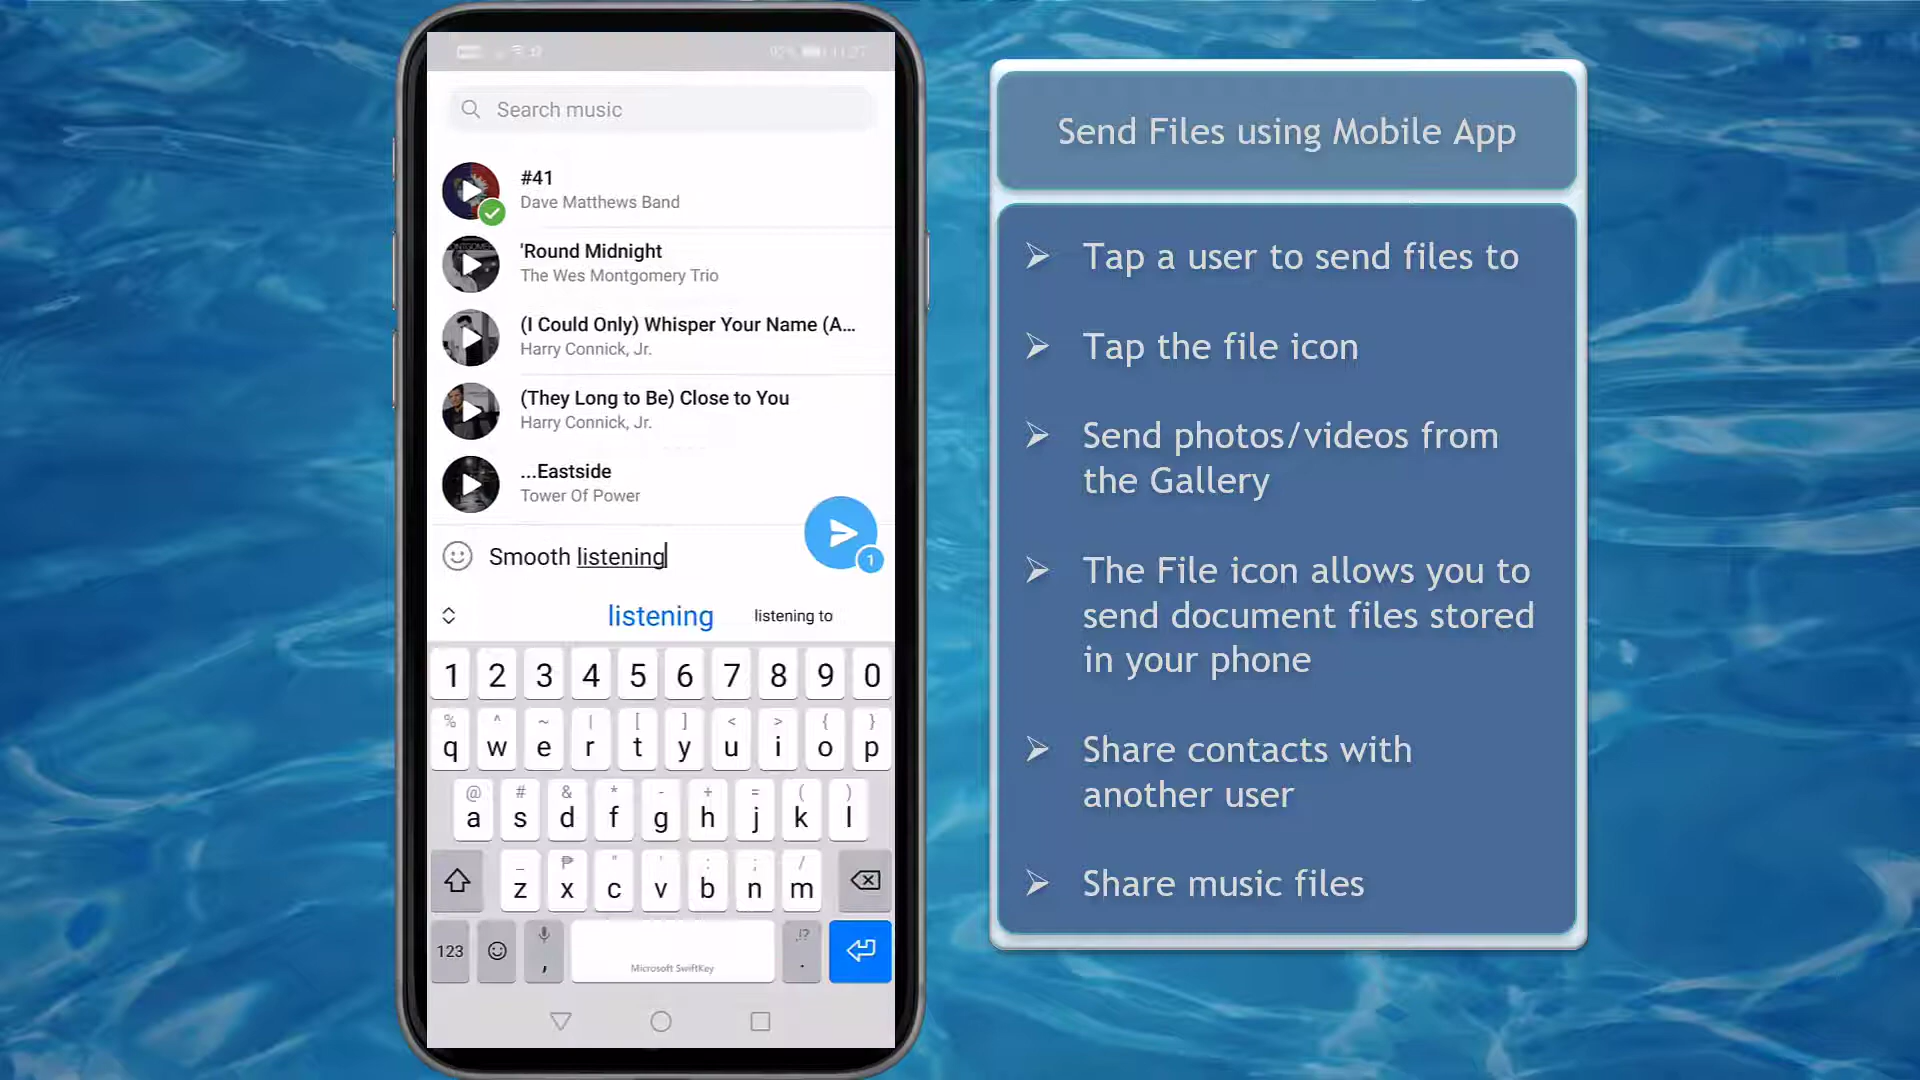 Search music
#41
Dave Matthews Band
'Round Midnight
The Wes Montgomery Trio
(I Could Only) Whisper Your Name (A...
Harry Connick, Jr.
(They Long to Be) Close to You
Harry Connick, Jr.
...Eastside
Tower Of Power
Smooth listening
1
listening listening to
1 2 3 4 5 6 7 8 9 0
% ^ ~ | [ ] < > { }
q w e r t y u i o p
@ # & * - + = ( )
a s d f g h j k l
_ ₱ " ' : ; /
z x c v b n m
!?
123 , Microsoft SwiftKey .
Send Files using Mobile App
Tap a user to send files to
Tap the file icon
Send photos/videos from
the Gallery
The File icon allows you to
send document files stored
in your phone
Share contacts with
another user
Share music files